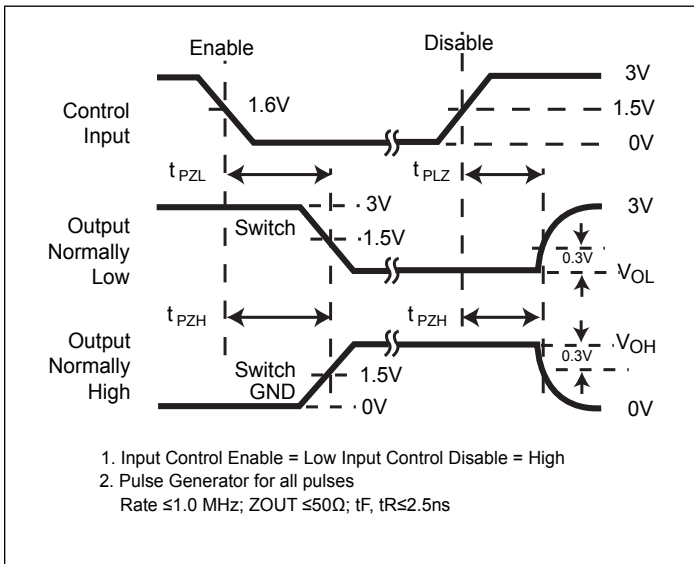 Enable
Disable
3V
Control
Input
1.6V
1.5V
0V
t PZL
t PLZ
3V
3V
Output
Normally
Low
Switch
1.5V
0.3V
VOL
t PZH
t PZH
Output
Normally
High
VOH
0.3V
Switch
GND
1.5V
0V
0V
1. Input Control Enable = Low Input Control Disable = High
2. Pulse Generator for all pulses
Rate ≤1.0 MHz; ZOUT ≤50Ω; tF, tR≤2.5ns